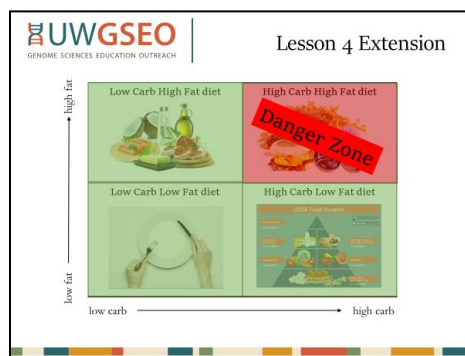 UWGSEO
GENOME SCIENCES EDUCATION OUTREACH
Lesson 4 Extension
high fat
low fat
Low Carb High Fat diet
High Carb High Fat diet
Danger Zone
Low Carb Low Fat diet
High Carb Low Fat diet
USDA Food Pyramid
low carb
high carb